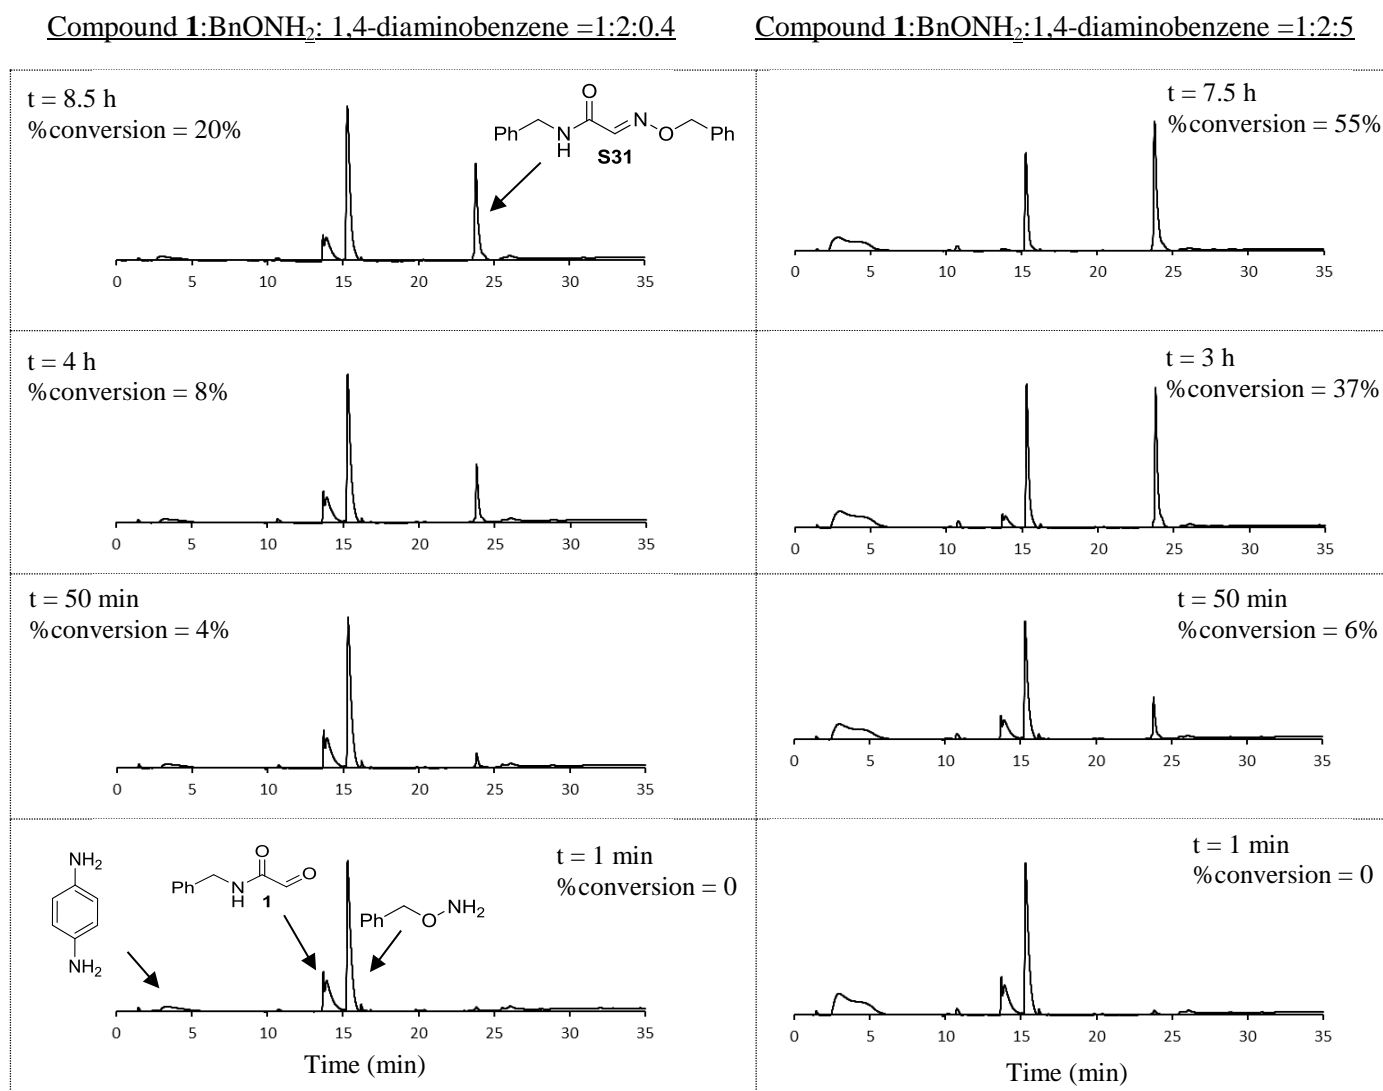 Compound 1:BnONH2: 1,4-diaminobenzene =1:2:0.4
Compound 1:BnONH2:1,4-diaminobenzene =1:2:5
t = 8.5 h
%conversion = 20%
O
Ph
N
H
N
O
Ph
S31
0 5 10 15 20 25 30 35
t = 7.5 h
%conversion = 55%
0 5 10 15 20 25 30 35
t = 4 h
%conversion = 8%
0 5 10 15 20 25 30 35
t = 3 h
%conversion = 37%
0 5 10 15 20 25 30 35
t = 50 min
%conversion = 4%
0 5 10 15 20 25 30 35
t = 50 min
%conversion = 6%
0 5 10 15 20 25 30 35
NH2
NH2
O
O
Ph
N
H
1
Ph
O
NH2
t = 1 min
%conversion = 0
0 5 10 15 20 25 30 35
Time (min)
t = 1 min
%conversion = 0
0 5 10 15 20 25 30 35
Time (min)